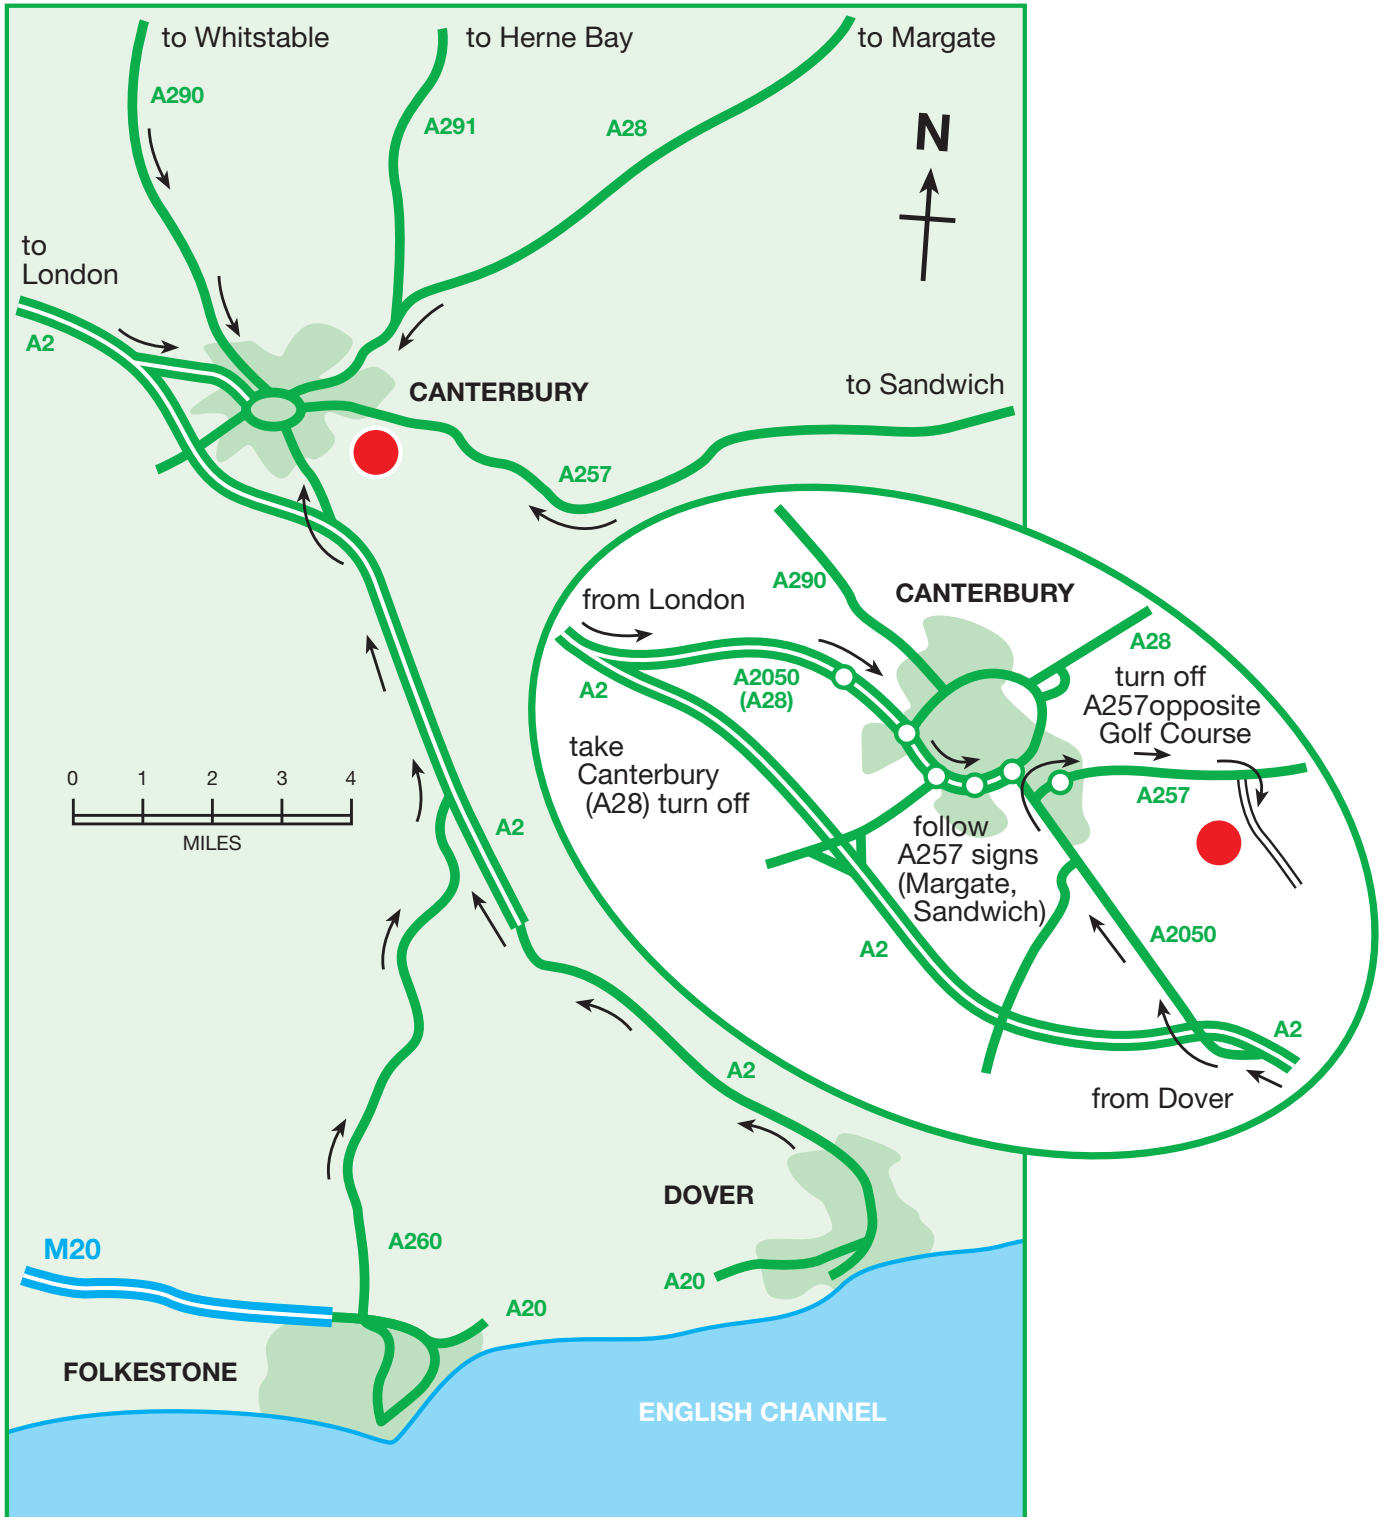 to Whitstable
to Herne Bay
to Margate
A290
A291
A28
N
to
London
A2
CANTERBURY
to Sandwich
A257
A290
CANTERBURY
from London
A28
A2
A2050
(A28)
turn off
A257opposite
Golf Course
take
Canterbury
(A28) turn off
A257
0 1 2 3 4
MILES
A2
follow
A257 signs
(Margate,
Sandwich)
A2050
A2
A2
from Dover
A2
DOVER
A260
M20
A20
A20
FOLKESTONE
ENGLISH CHANNEL